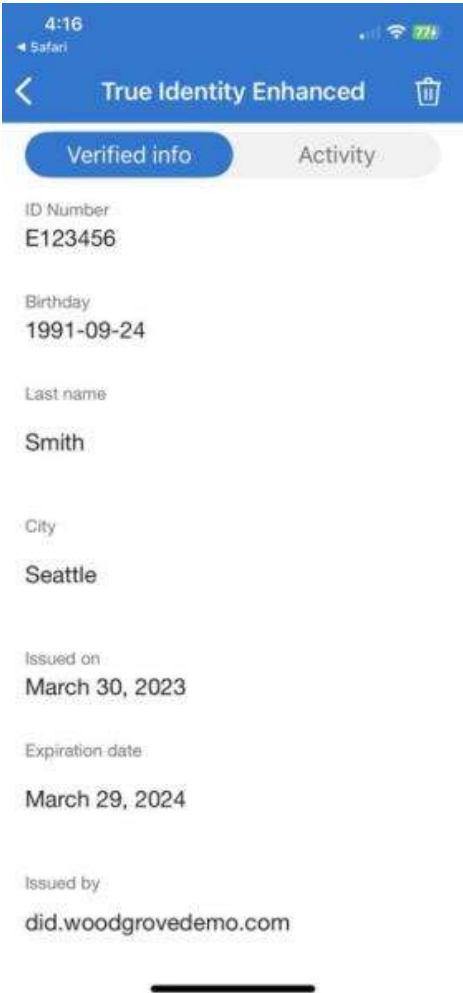 4:16
◀ Safari
77
True Identity Enhanced
Verified info
Activity
ID Number
E123456
Birthday
1991-09-24
Last name
Smith
City
Seattle
Issued on
March 30, 2023
Expiration date
March 29, 2024
Issued by
did.woodgrovedemo.com